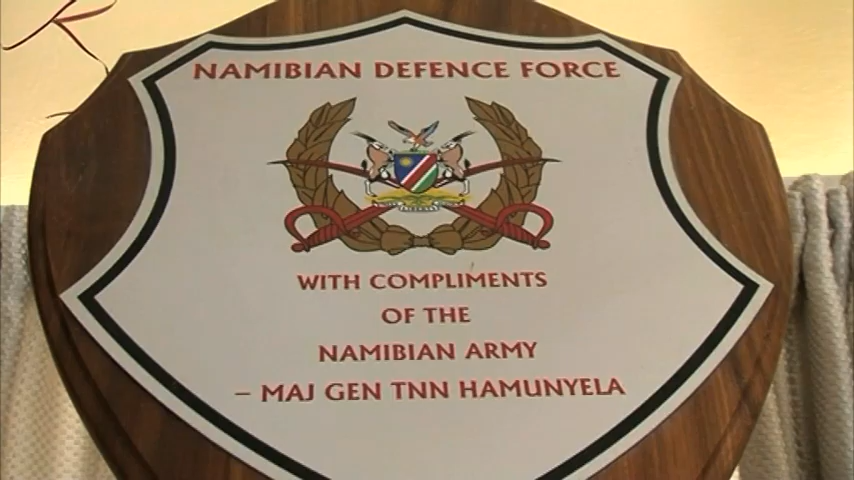 NAMIBIAN DEFENCE FORCE
WITH COMPLIMENTS
OF THE
NAMIBIAN ARMY
– MAJ GEN TNN HAMUNYELA